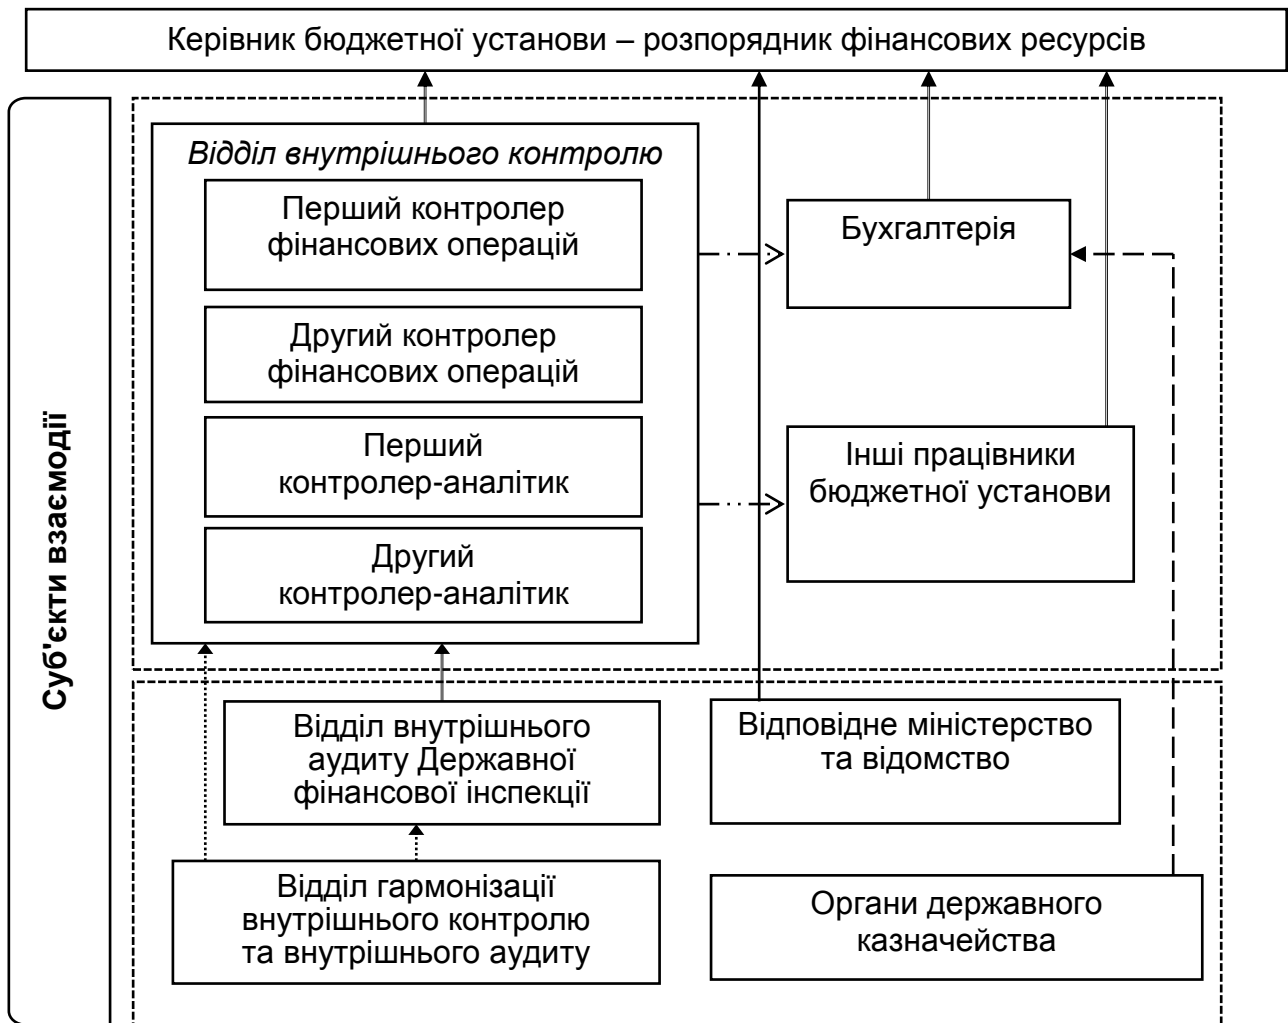 Керівник бюджетної установи – розпорядник фінансових ресурсів
Суб'єкти взаємодії
Відділ внутрішнього контролю
Перший контролер
фінансових операцій
Другий контролер
фінансових операцій
Перший
контролер-аналітик
Другий
контролер-аналітик
Бухгалтерія
Інші працівники
бюджетної установи
Відділ внутрішнього
аудиту Державної
фінансової інспекції
Відповідне міністерство
та відомство
Відділ гармонізації
внутрішнього контролю
та внутрішнього аудиту
Органи державного
казначейства